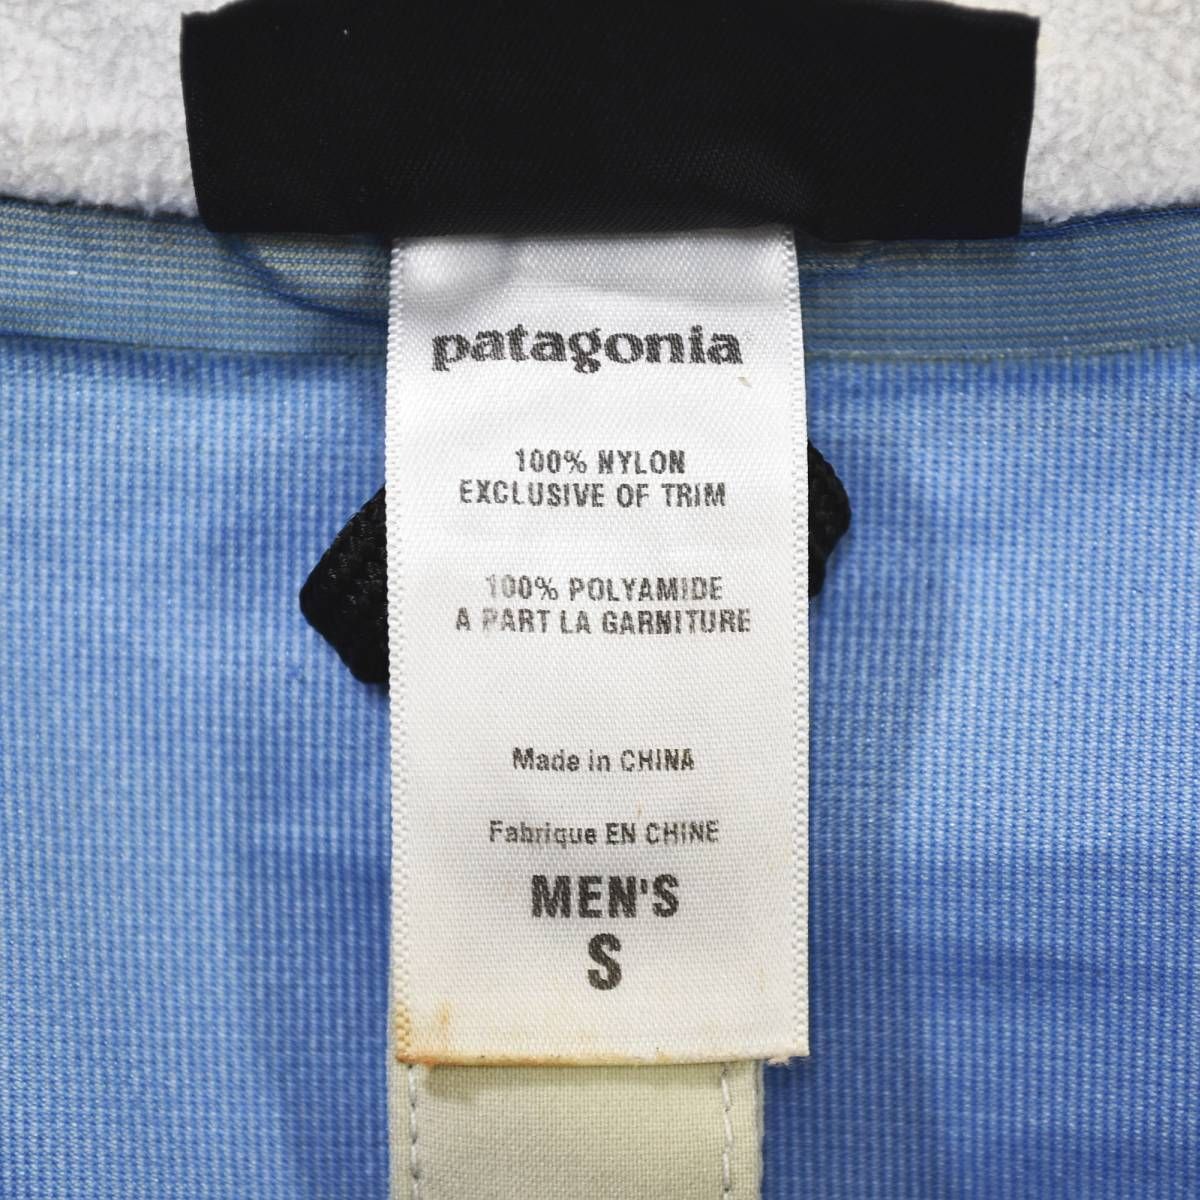 patagonia
100% NYLON
EXCLUSIVE OF TRIM
100% POLYAMIDE
A PART LA GARNITURE
Made in CHINA
Fabrique EN CHINE
MEN'S
S